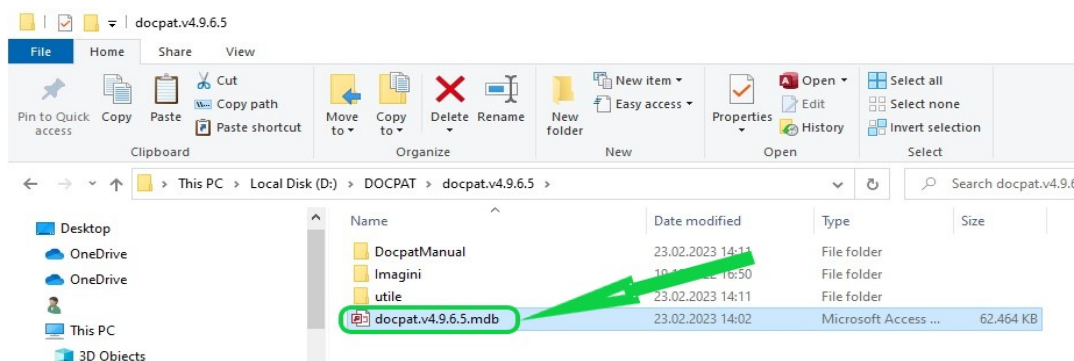 docpat.v4.9.6.5
File Home Share View
Pin to Quick access
Copy
Paste
Cut
Copy path
Paste shortcut
Clipboard
Move to
Copy to
Delete
Rename
Organize
New folder
New item
Easy access
New
Properties
Open
Edit
History
Open
Select all
Select none
Invert selection
Select
This PC > Local Disk (D:) > DOCPAT > docpat.v4.9.6.5 >
Search docpat.v4.9.6
Desktop
OneDrive
OneDrive
This PC
3D Objects
Name Date modified Type Size
DocpatManual 23.02.2023 14:11 File folder
Imagini 16:50 File folder
utile 23.02.2023 14:11 File folder
docpat.v4.9.6.5.mdb 23.02.2023 14:02 Microsoft Access ... 62.464 KB